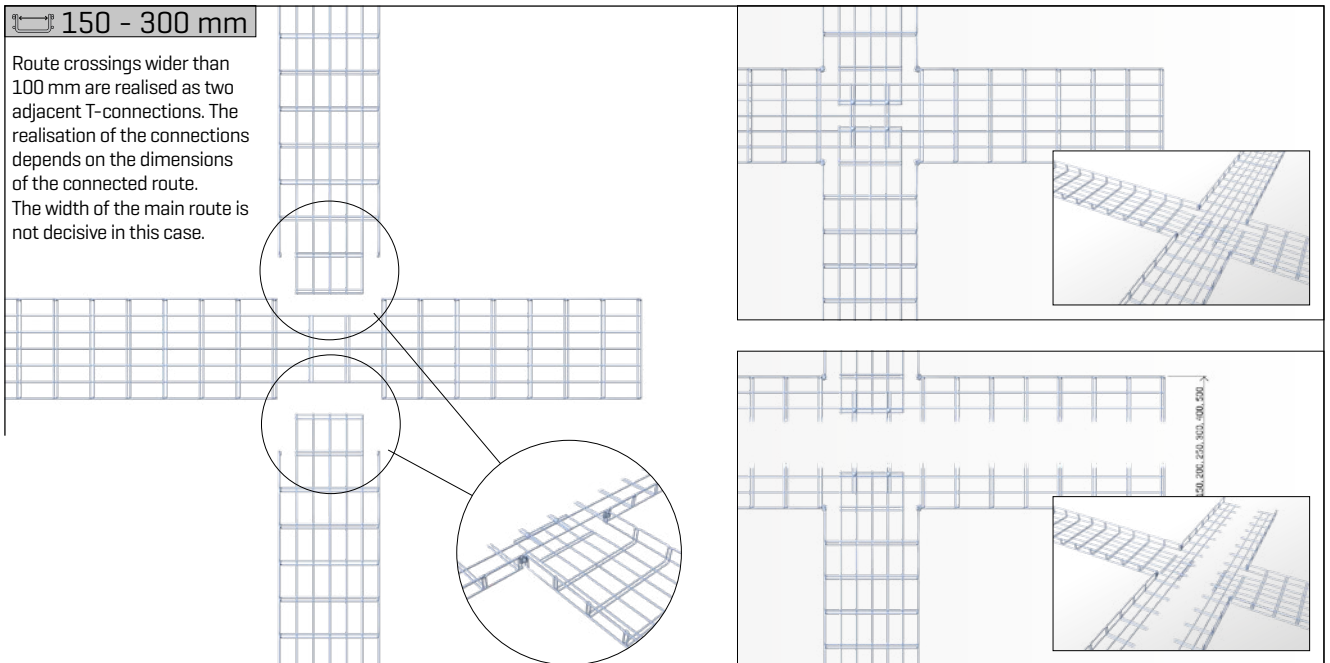 150 - 300 mm
Route crossings wider than
100 mm are realised as two
adjacent T-connections. The
realisation of the connections
depends on the dimensions
of the connected route.
The width of the main route is
not decisive in this case.
150, 200, 250, 300, 400, 500